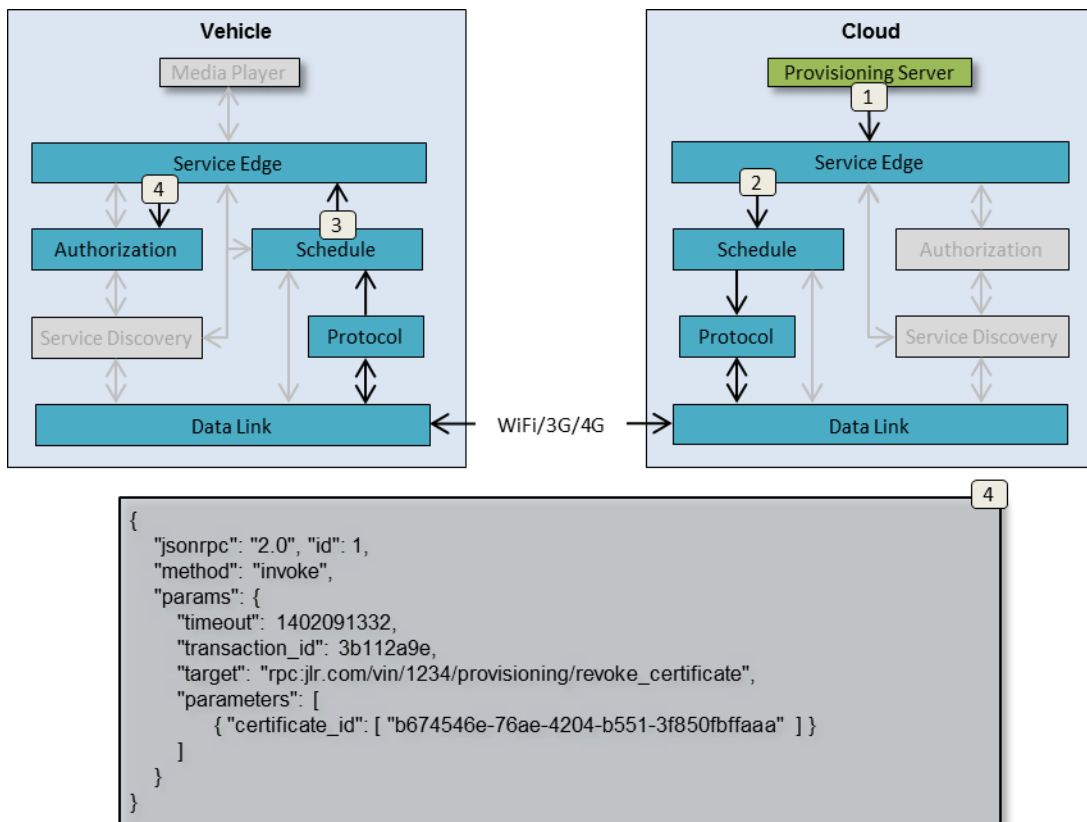 Vehicle
Media Player
Service Edge
4
3
Authorization
Schedule
Service Discovery
Protocol
Data Link
WiFi/3G/4G
Cloud
Provisioning Server
1
Service Edge
2
Schedule
Authorization
Protocol
Service Discovery
Data Link
4
{
"jsonrpc": "2.0", "id": 1,
"method": "invoke",
"params": {
"timeout": 1402091332,
"transaction_id": 3b112a9e,
"target": "rpc:jlr.com/vin/1234/provisioning/revoke_certificate",
"parameters": [
{ "certificate_id": [ "b674546e-76ae-4204-b551-3f850fbffaaa" ] }
]
}
}